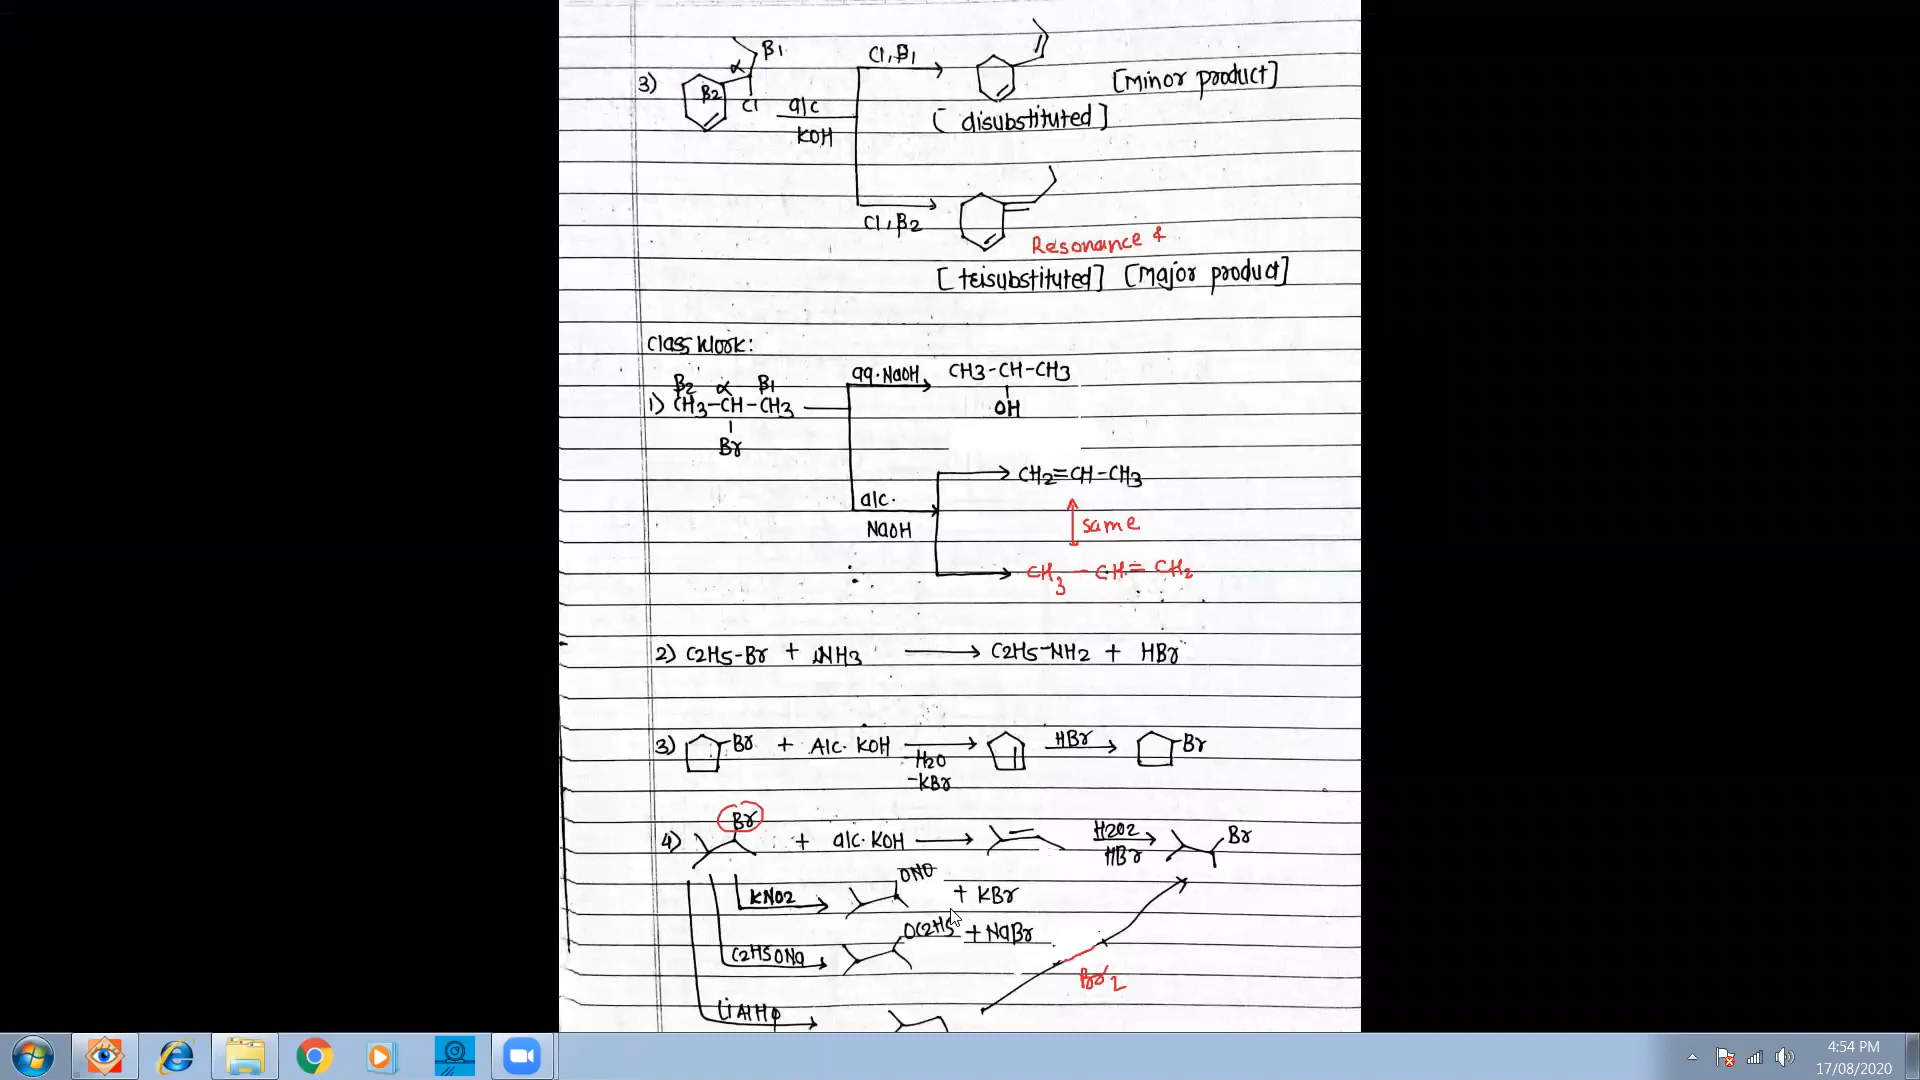 3)
β1
α
β2
Cl
alc
KOH
Cl, β1
[Minor product]
[disubstituted]
Cl, β2
Resonance &
[trisubstituted] [Major product]
Class Work:
β2 α β1
1) CH3-CH-CH3
Br
aq. NaOH
CH3-CH-CH3
OH
alc.
NaOH
CH2=CH-CH3
same
CH3-CH=CH2
2) C2H5-Br + NH3 → C2H5-NH2 + HBr
3) Br + Alc. KOH → HBr → Br
-H2O
-KBr
4) Br + alc. KOH → H2O2 → Br
HBr
KNO2 → ONO + KBr
C2H5ONa → OC2H5 + NaBr
Br2
4:54 PM
17/08/2020